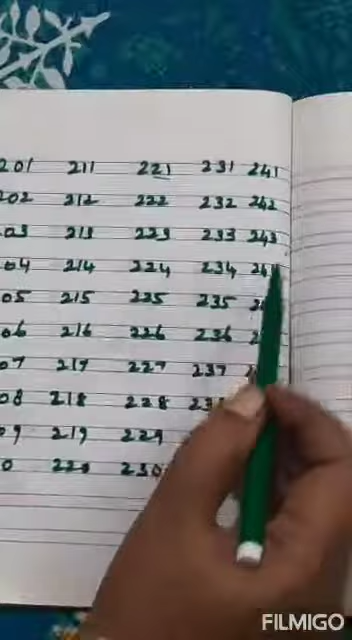 201 211 221 231 241
202 212 222 232 242
03 213 223 233 243
04 214 224 234
05 215 225 235
06 216 226 236
07 217 227 237
08 218 228
09 219 229
0 220 230
FILMIGO